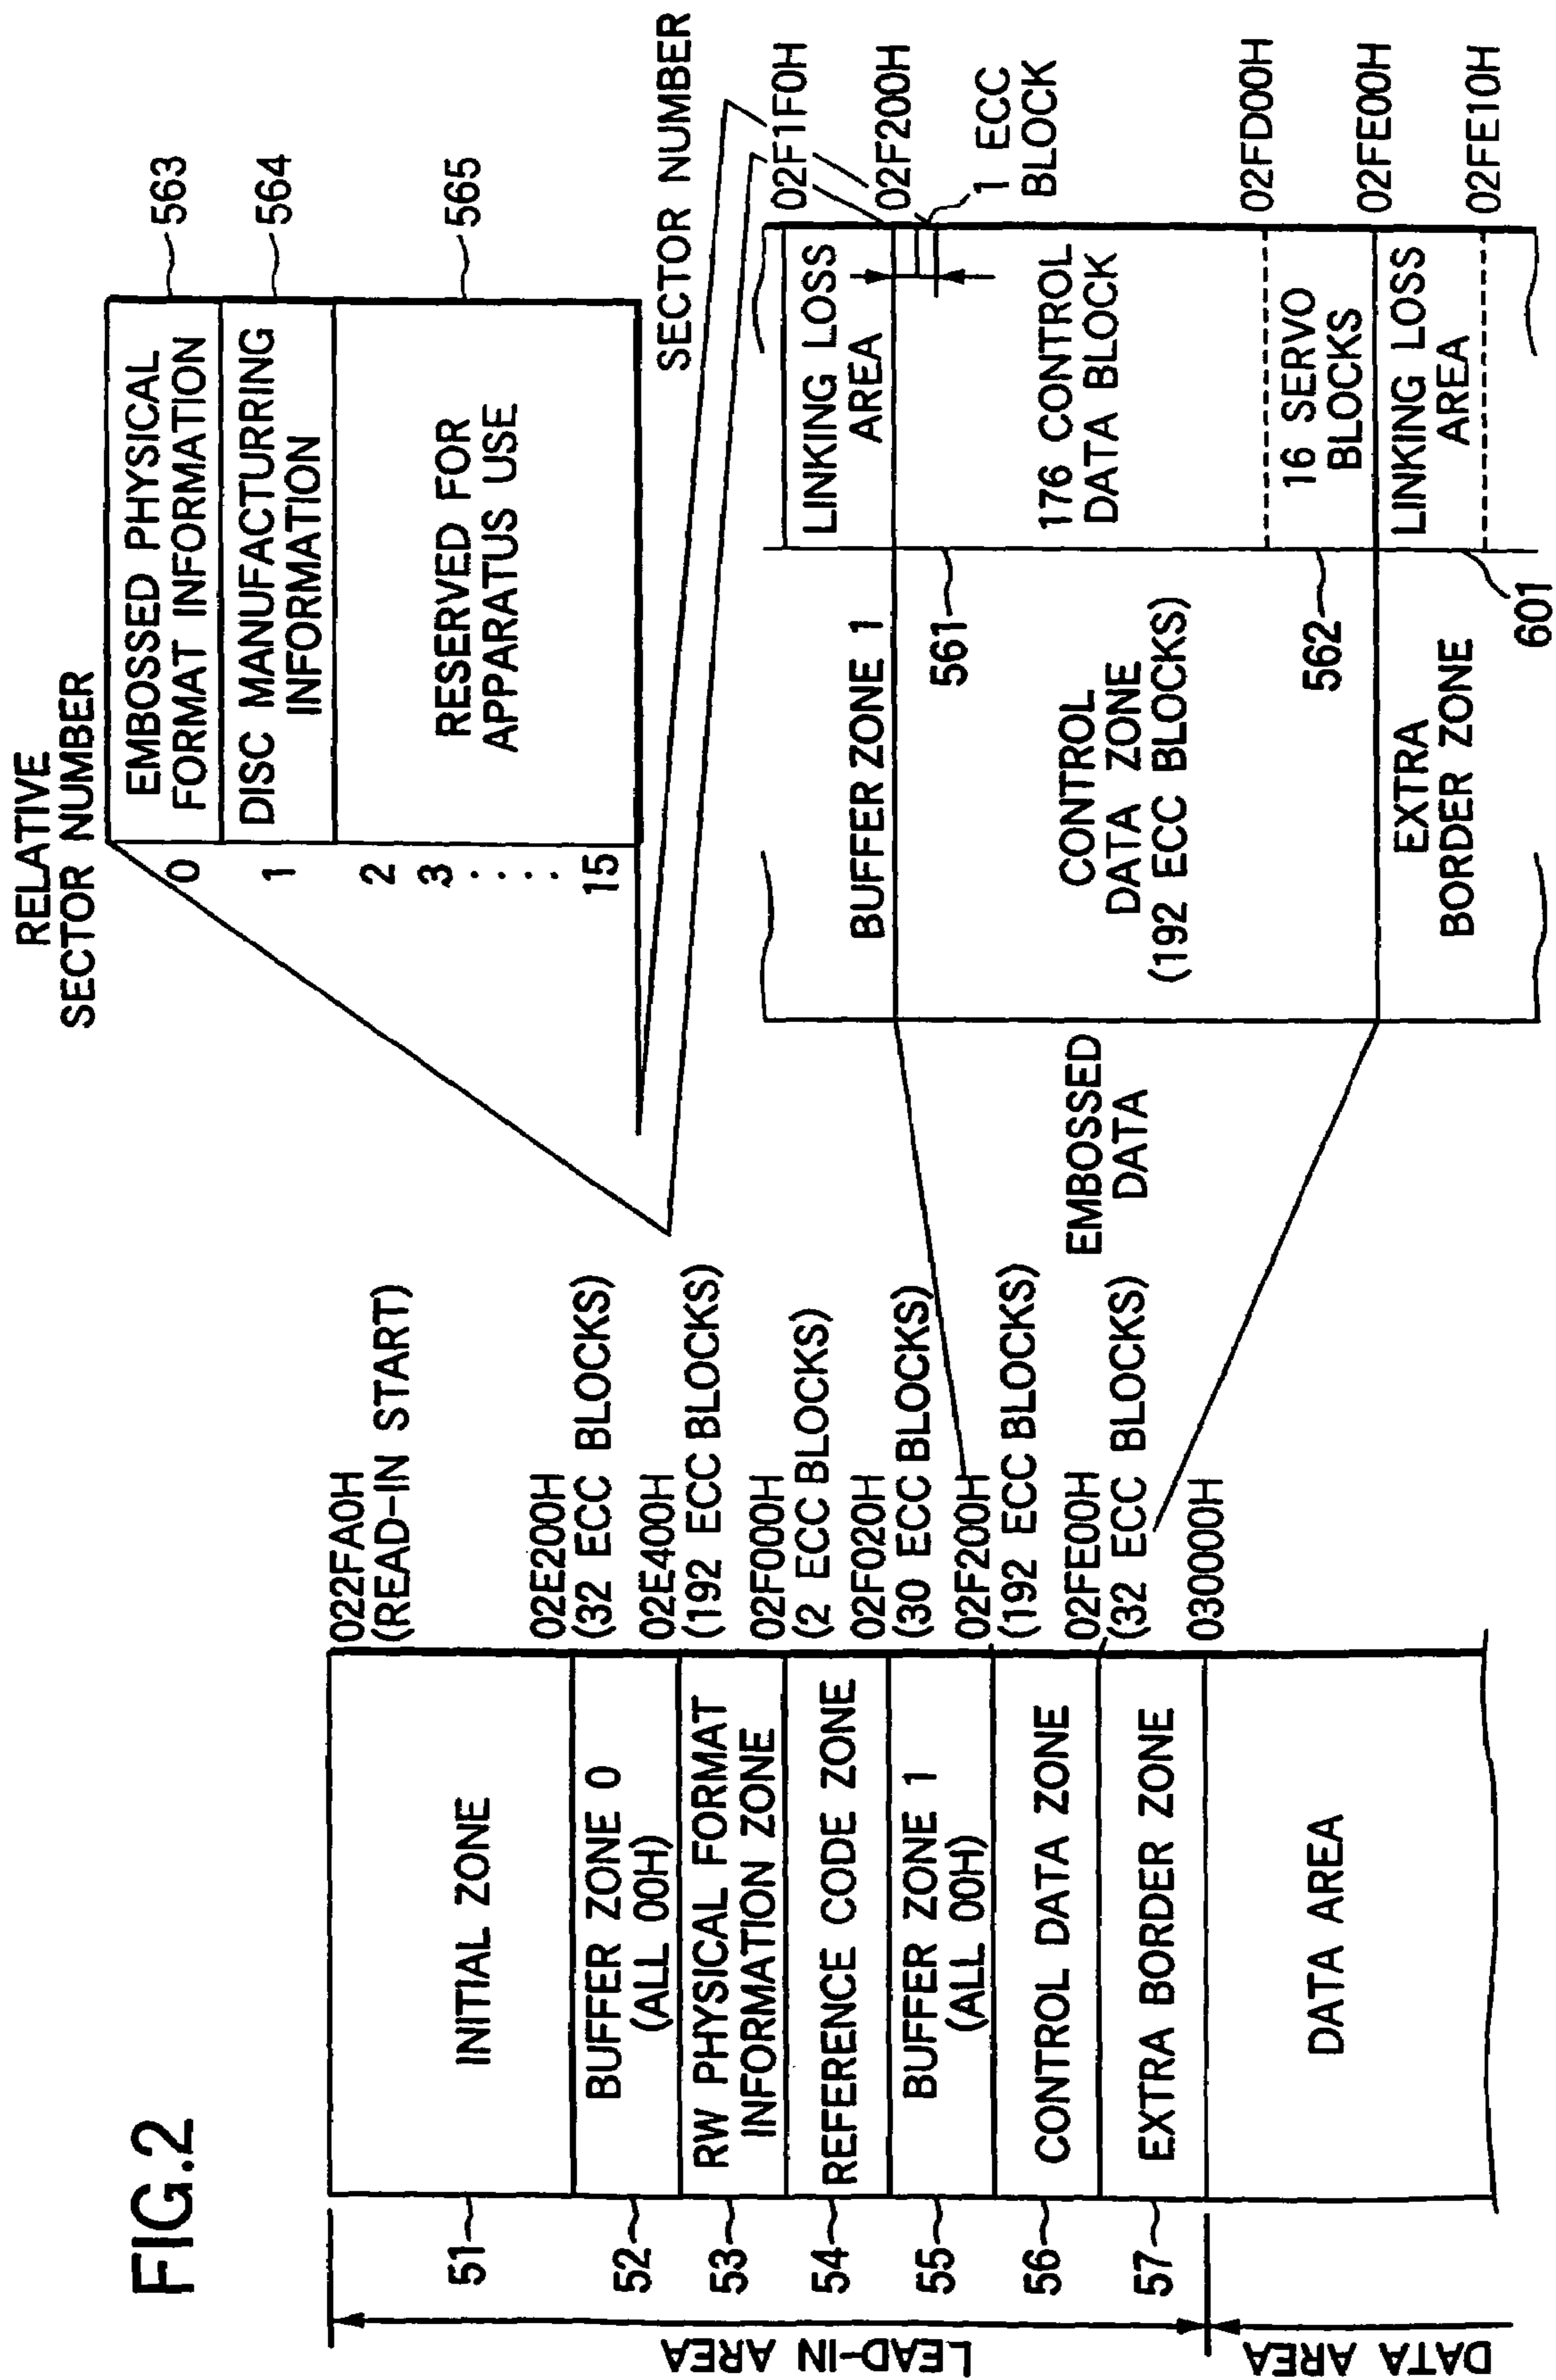 FIG.2
LEAD-IN AREA
DATA AREA
51
52
53
54
55
56
57
INITIAL ZONE
BUFFER ZONE 0
(ALL 00H)
RW PHYSICAL FORMAT
INFORMATION ZONE
REFERENCE CODE ZONE
BUFFER ZONE 1
(ALL 00H)
CONTROL DATA ZONE
EXTRA BORDER ZONE
DATA AREA
022FA0H
(READ-IN START)
02E200H
(32 ECC BLOCKS)
02E400H
(192 ECC BLOCKS)
02F000H
(2 ECC BLOCKS)
02F020H
(30 ECC BLOCKS)
02F200H
(192 ECC BLOCKS)
02FE00H
(32 ECC BLOCKS)
030000H
EMBOSSED
DATA
RELATIVE
SECTOR NUMBER
0
1
2
3
....
15
EMBOSSED PHYSICAL
FORMAT INFORMATION
DISC MANUFACTURRING
INFORMATION
RESERVED FOR
APPARATUS USE
563
564
565
SECTOR NUMBER
BUFFER ZONE 1
CONTROL
DATA ZONE
(192 ECC BLOCKS)
EXTRA
BORDER ZONE
561
562
601
LINKING LOSS
AREA
176 CONTROL
DATA BLOCK
16 SERVO
BLOCKS
LINKING LOSS
AREA
02F1F0H
02F200H
1 ECC
BLOCK
02FD00H
02FE00H
02FE10H